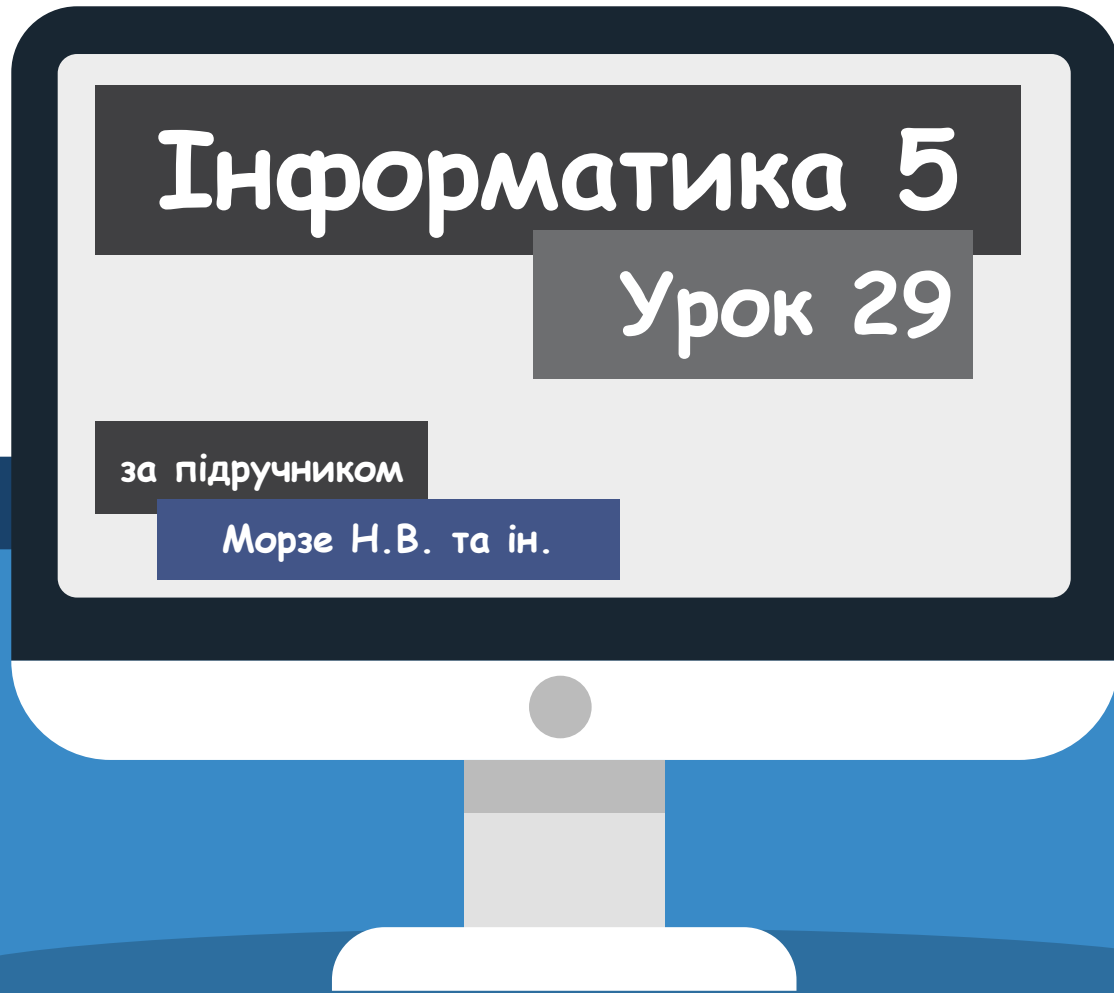 Інформатика 5
Урок 29
за підручником
Морзе Н.В. та ін.